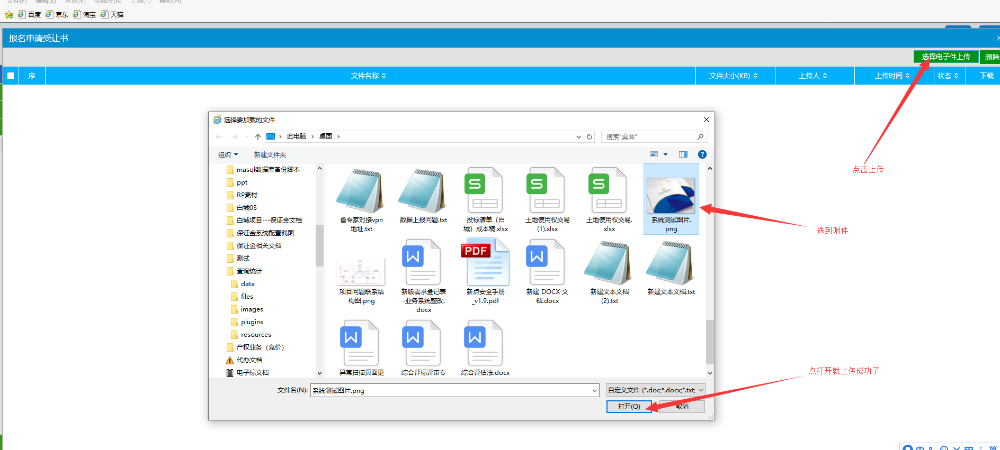 文件(F) 编辑(E) 查看(V) 收藏夹(A) 工具(T) 帮助(H)
百度 京东 淘宝 天猫
报名申请受让书
选择电子件上传 删除
序 文件名称 文件大小(KB) 上传人 上传时间 状态 下载
选择要加载的文件
此电脑 › 桌面 ›
搜索"桌面"
组织 新建文件夹
masql数据库备份脚本
ppt
RP素材
白城03
白城项目---保证金文档
保证金系统配置截图
保证金相关文档
测试
查询统计
data
files
images
plugins
resources
产权业务（竞价）
代办文档
电子标文档
省专家对接vpn
地址.txt
数据上报问题.txt
投标清单（白
城）成本稿.xlsx
土地使用权交易
(1).xlsx
土地使用权交易.
xlsx
系统测试图片.
png
项目问题联系结
构图.png
新版需求登记表
-业务系统整改.
docx
PDF
新点安全手册
_v1.9.pdf
新建 DOCX 文
档.docx
新建文本文档
(2).txt
新建文本文档.txt
异常扫描页面更
综合评标评审专
综合评估法.docx
文件名(N): 系统测试图片.png
自定义文件 (*.doc;*.docx;*.txt;
打开(O) 取消
点击上传
选到附件
点打开就上传成功了